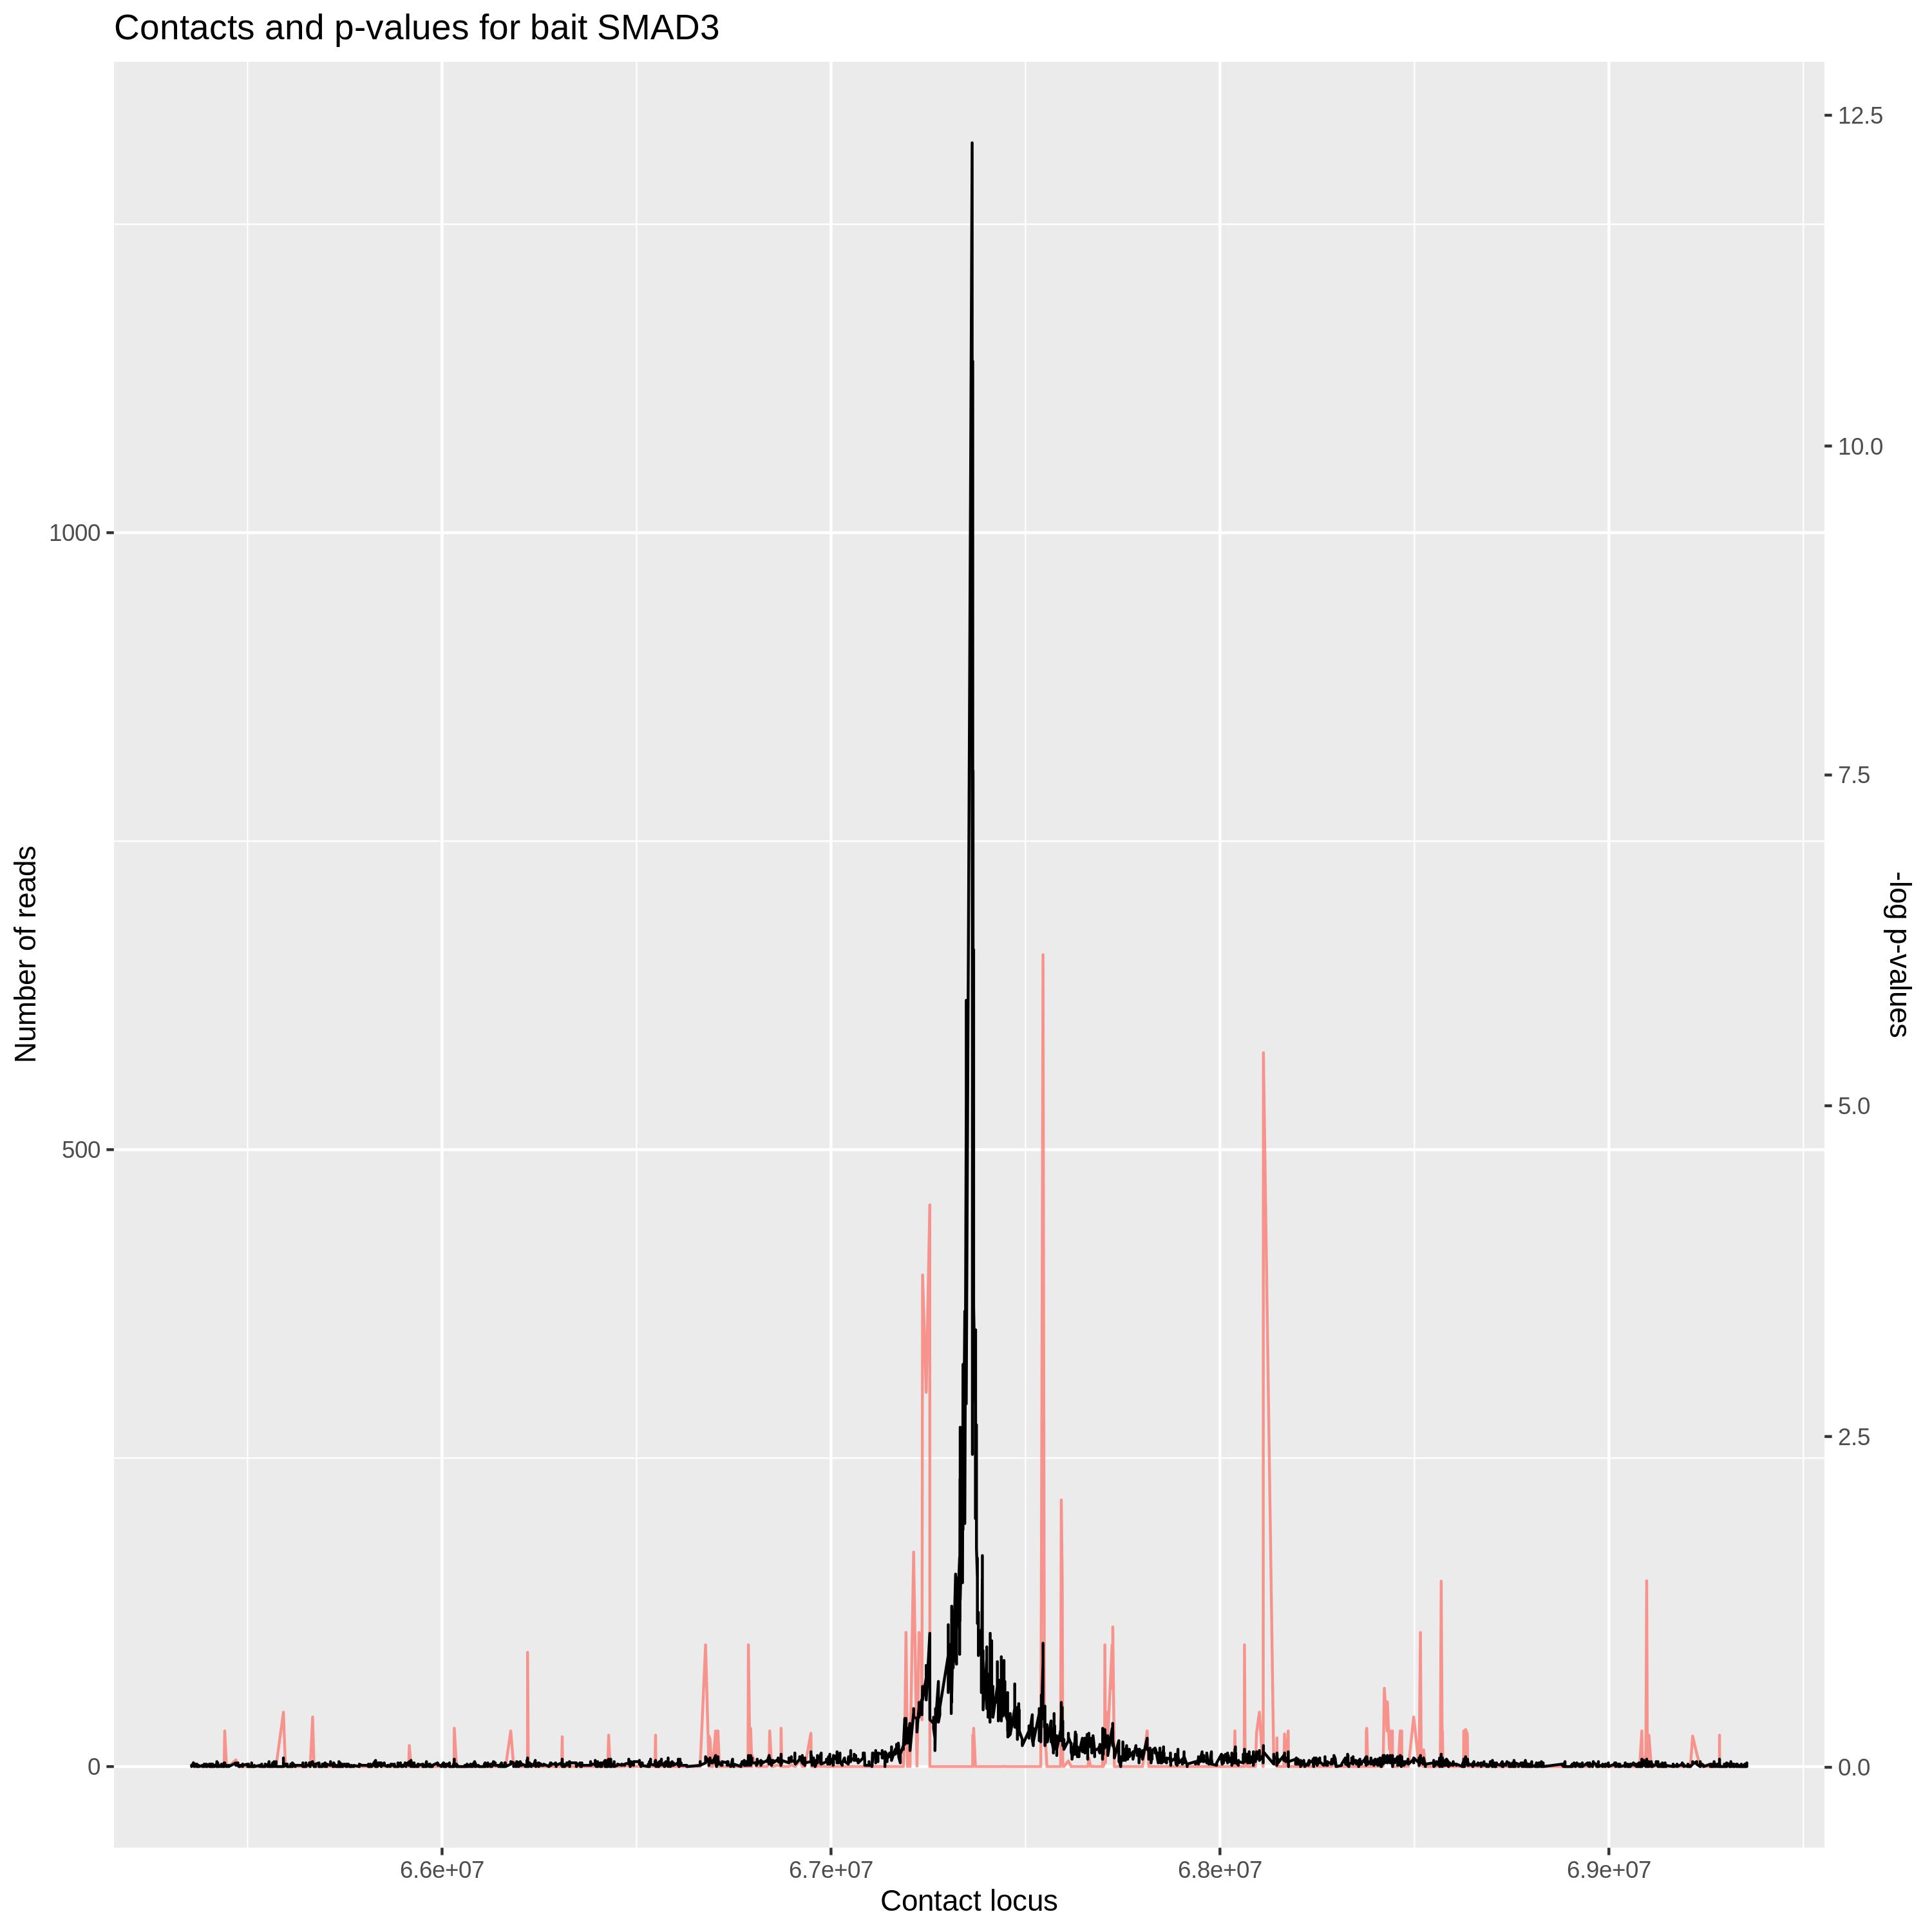 Contacts and p-values for bait SMAD3
Number of reads
1000
500
0
12.5
10.0
7.5
5.0
2.5
0.0
-log p-values
6.6e+07
6.7e+07
6.8e+07
6.9e+07
Contact locus